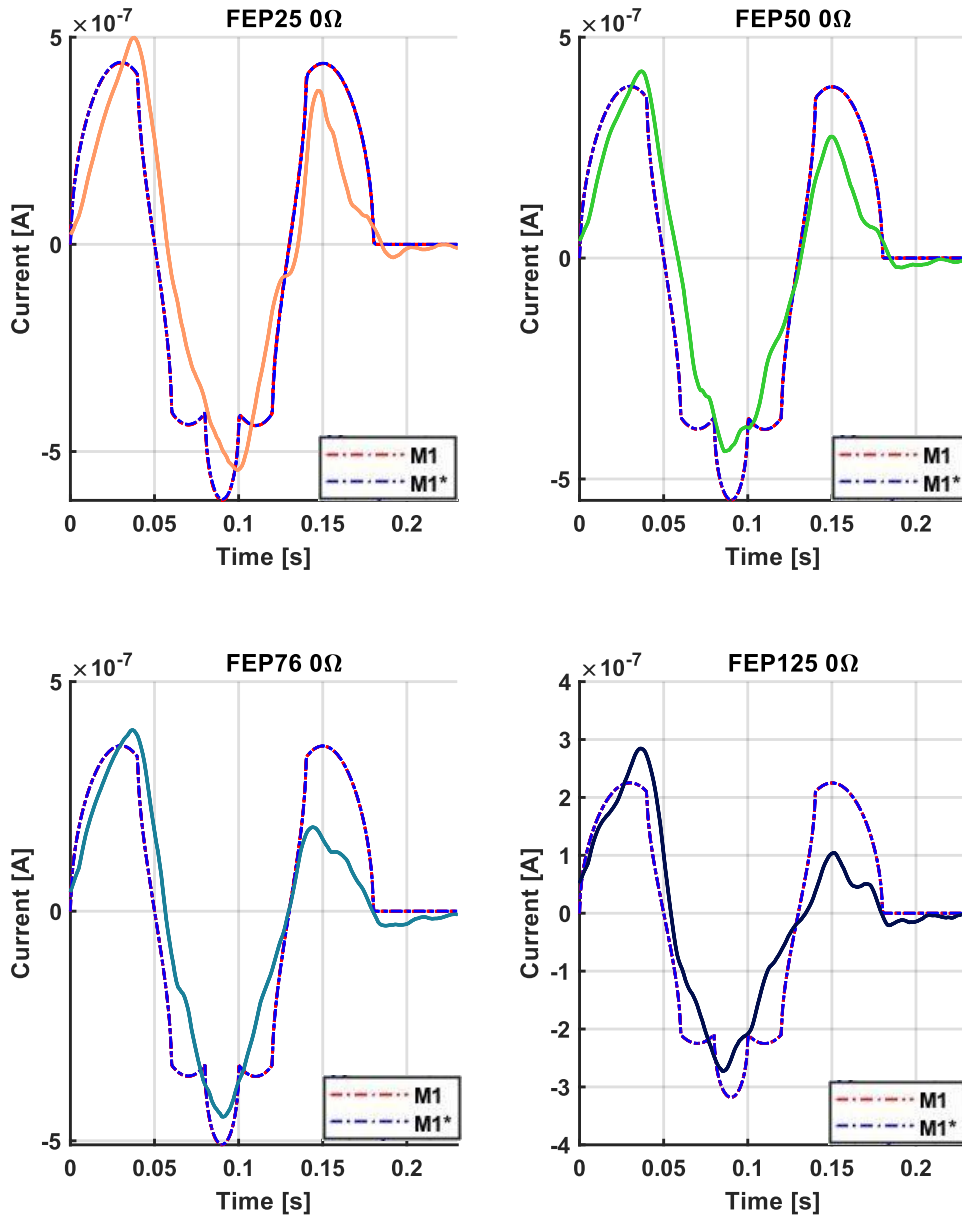 ×10⁻⁷ FEP25 0Ω
5
0
-5
Current [A]
M1
M1*
0 0.05 0.1 0.15 0.2
Time [s]
×10⁻⁷ FEP50 0Ω
5
0
-5
Current [A]
M1
M1*
0 0.05 0.1 0.15 0.2
Time [s]
×10⁻⁷ FEP76 0Ω
5
0
-5
Current [A]
M1
M1*
0 0.05 0.1 0.15 0.2
Time [s]
×10⁻⁷ FEP125 0Ω
4
3
2
1
0
-1
-2
-3
-4
Current [A]
M1
M1*
0 0.05 0.1 0.15 0.2
Time [s]